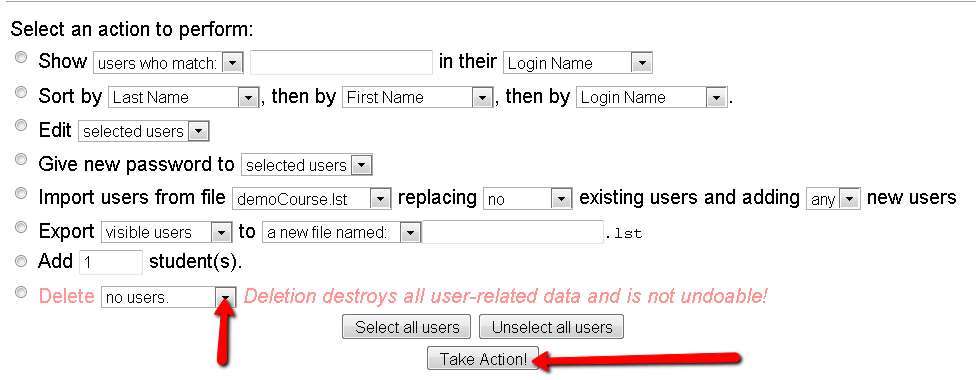 Select an action to perform:
Show users who match: in their Login Name
Sort by Last Name , then by First Name , then by Login Name .
Edit selected users
Give new password to selected users
Import users from file demoCourse.lst replacing no existing users and adding any new users
Export visible users to a new file named: .lst
Add 1 student(s).
Delete no users. Deletion destroys all user-related data and is not undoable!
Select all users Unselect all users
Take Action!